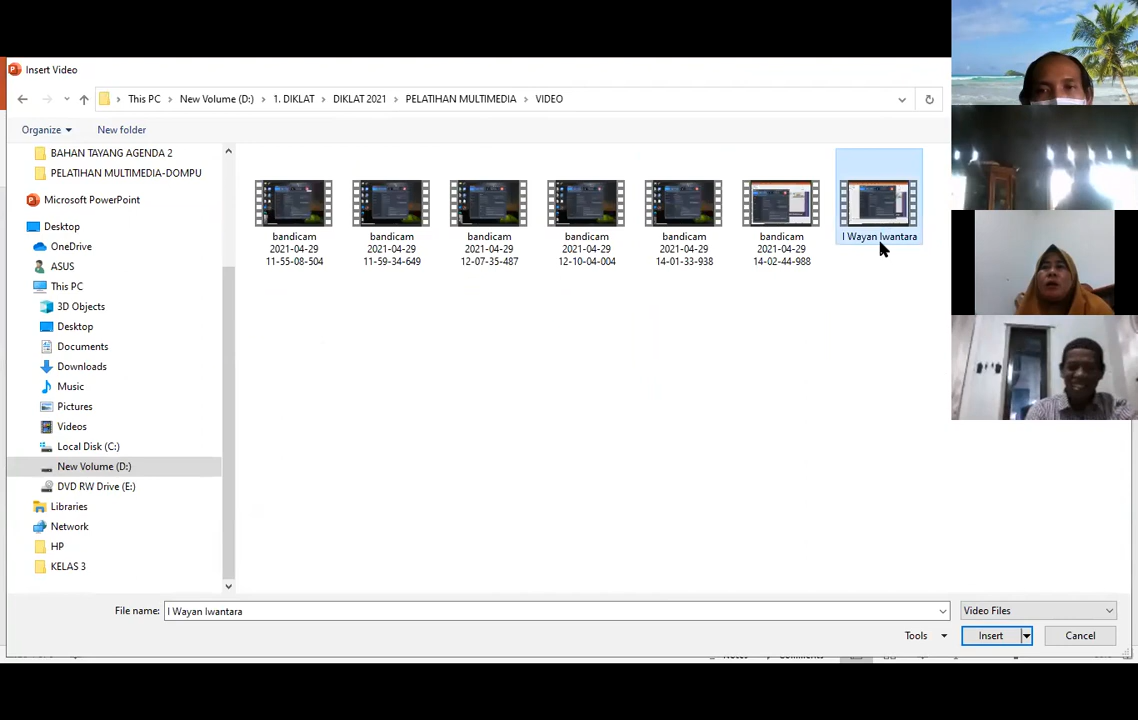 Insert Video
This PC > New Volume (D:) > 1. DIKLAT > DIKLAT 2021 > PELATIHAN MULTIMEDIA > VIDEO
Organize New folder
BAHAN TAYANG AGENDA 2
PELATIHAN MULTIMEDIA-DOMPU
Microsoft PowerPoint
Desktop
OneDrive
ASUS
This PC
3D Objects
Desktop
Documents
Downloads
Music
Pictures
Videos
Local Disk (C:)
New Volume (D:)
DVD RW Drive (E:)
Libraries
Network
HP
KELAS 3
bandicam
2021-04-29
11-55-08-504
bandicam
2021-04-29
11-59-34-649
bandicam
2021-04-29
12-07-35-487
bandicam
2021-04-29
12-10-04-004
bandicam
2021-04-29
14-01-33-938
bandicam
2021-04-29
14-02-44-988
I Wayan Iwantara
File name: I Wayan Iwantara
Video Files
Tools Insert Cancel